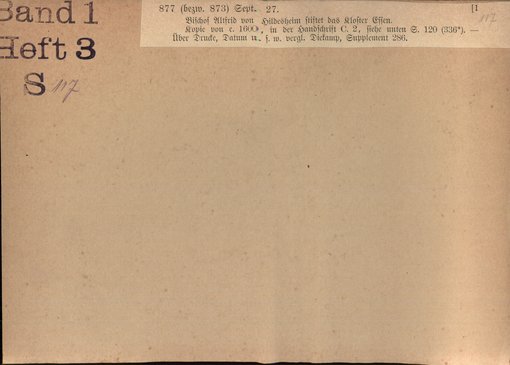 Band 1
Heft 3
S 117
877 (bezw. 873) Sept. 27. [1
117
Bischof Altfrid von Hildesheim stiftet das Kloster Essen.
Kopie von c. 1600, in der Handschrift C. 2, siehe unten S. 120 (336*). —
Über Drucke, Datum u. s. w. vergl. Diekamp, Supplement 286.